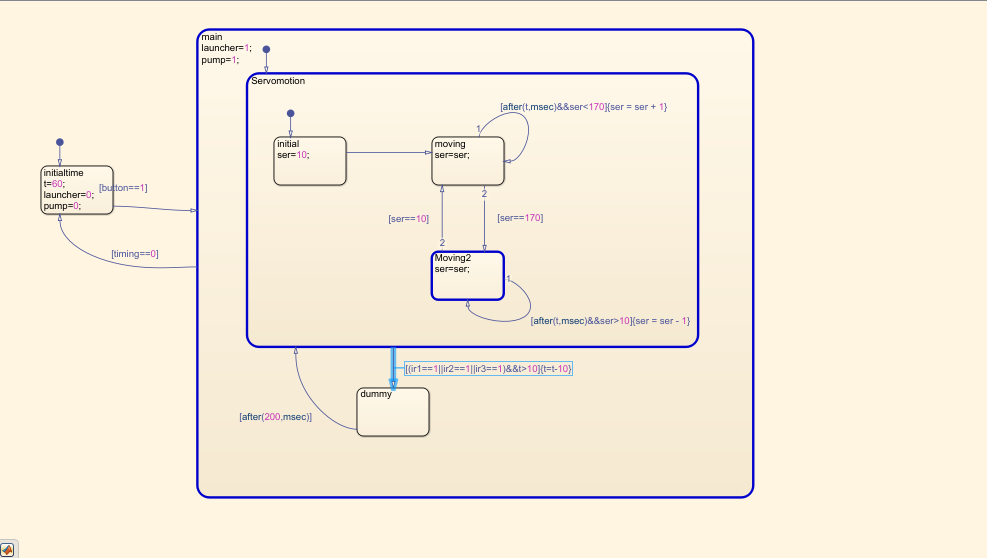 main
launcher=1;
pump=1;
Servomotion
[after(t,msec)&&ser<170]{ser = ser + 1}
1
initial
ser=10;
moving
ser=ser;
initialtime
t=60;
launcher=0;
pump=0;
[button==1]
2
[ser==10]
[ser==170]
2
[timing==0]
Moving2
ser=ser;
1
[after(t,msec)&&ser>10]{ser = ser - 1}
[(ir1==1||ir2==1||ir3==1)&&t>10]{t=t-10}
dummy
[after(200,msec)]